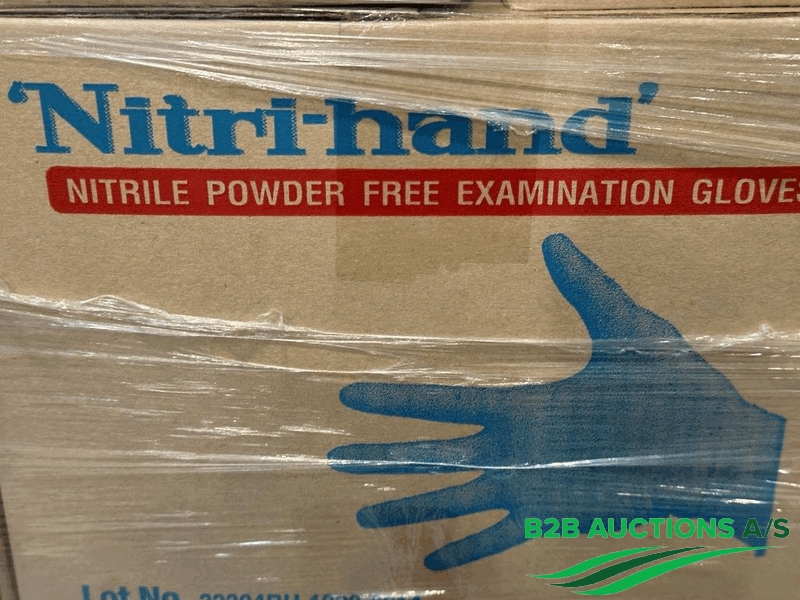 'Nitri-hand'
NITRILE POWDER FREE EXAMINATION GLOVES
B2B AUCTIONS A/S
Lot No.